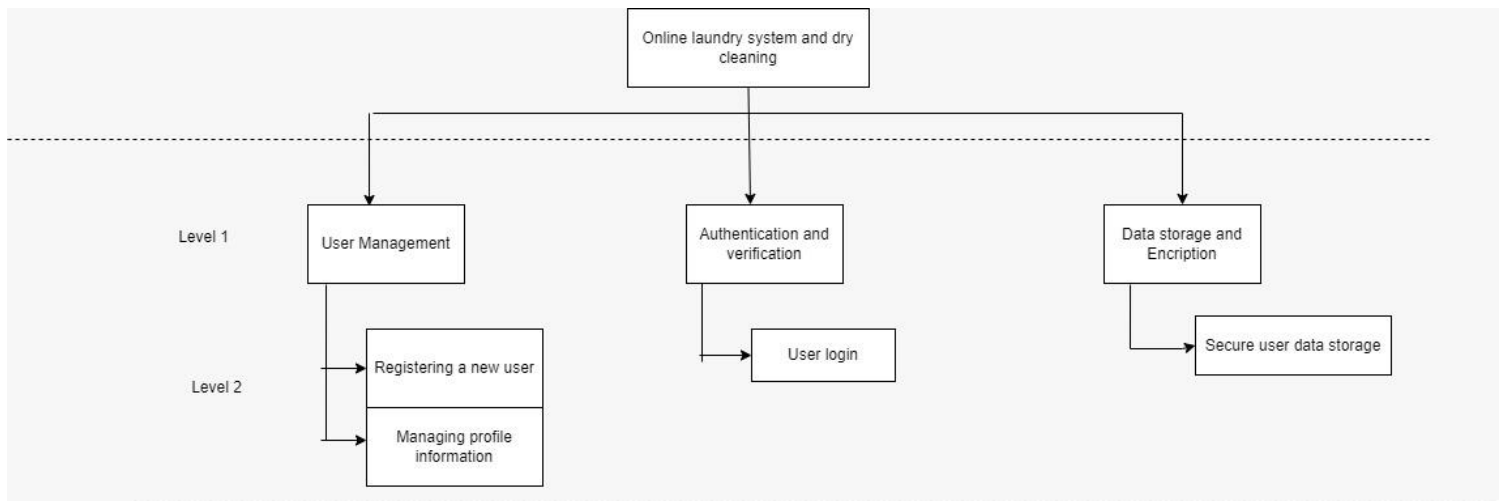 Online laundry system and dry
cleaning
Level 1
User Management
Authentication and
verification
Data storage and
Encription
Level 2
Registering a new user
Managing profile
information
User login
Secure user data storage